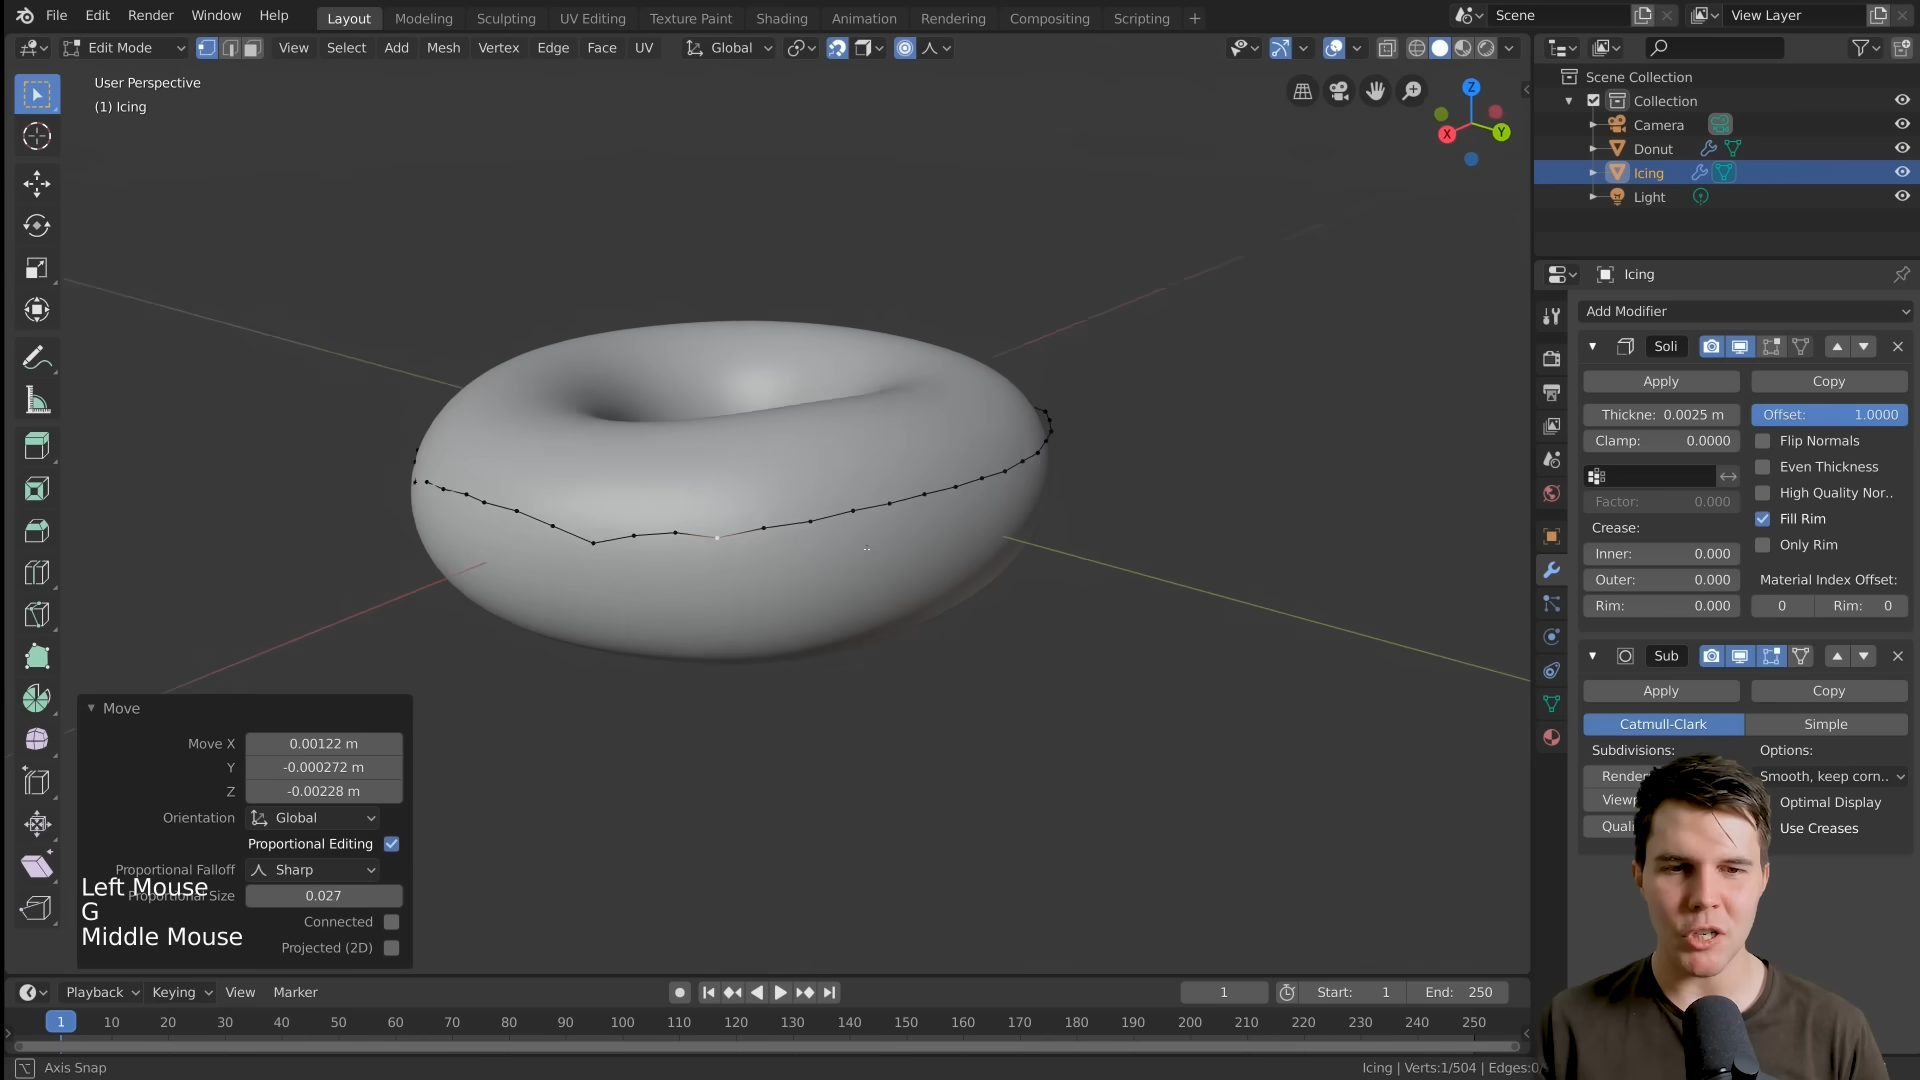 File Edit Render Window Help Layout Modeling Sculpting UV Editing Texture Paint Shading Animation Rendering Compositing Scripting + Scene View Layer
Edit Mode View Select Add Mesh Vertex Edge Face UV Global
User Perspective
(1) Icing
Z
X
Y
Scene Collection
Collection
Camera
Donut
Icing
Light
Icing
Add Modifier
Soli
Apply Copy
Thickne: 0.0025 m Offset: 1.0000
Clamp: 0.0000 Flip Normals
Even Thickness
Factor: 0.000 High Quality Nor..
Crease: Fill Rim
Inner: 0.000 Only Rim
Outer: 0.000 Material Index Offset:
Rim: 0.000 0 Rim: 0
Sub
Apply Copy
Catmull-Clark Simple
Subdivisions: Options:
Render Smooth, keep corn..
Viewp Optimal Display
Quali Use Creases
Move
Move X 0.00122 m
Y -0.000272 m
Z -0.00228 m
Orientation Global
Proportional Editing
Proportional Falloff Sharp
Proportional Size 0.027
Connected
Projected (2D)
Left Mouse
G
Middle Mouse
Playback Keying View Marker 1 Start: 1 End: 250
1 10 20 30 40 50 60 70 80 90 100 110 120 130 140 150 160 170 180 190 200 210 220 230 240 250
Axis Snap Icing | Verts:1/504 | Edges:0